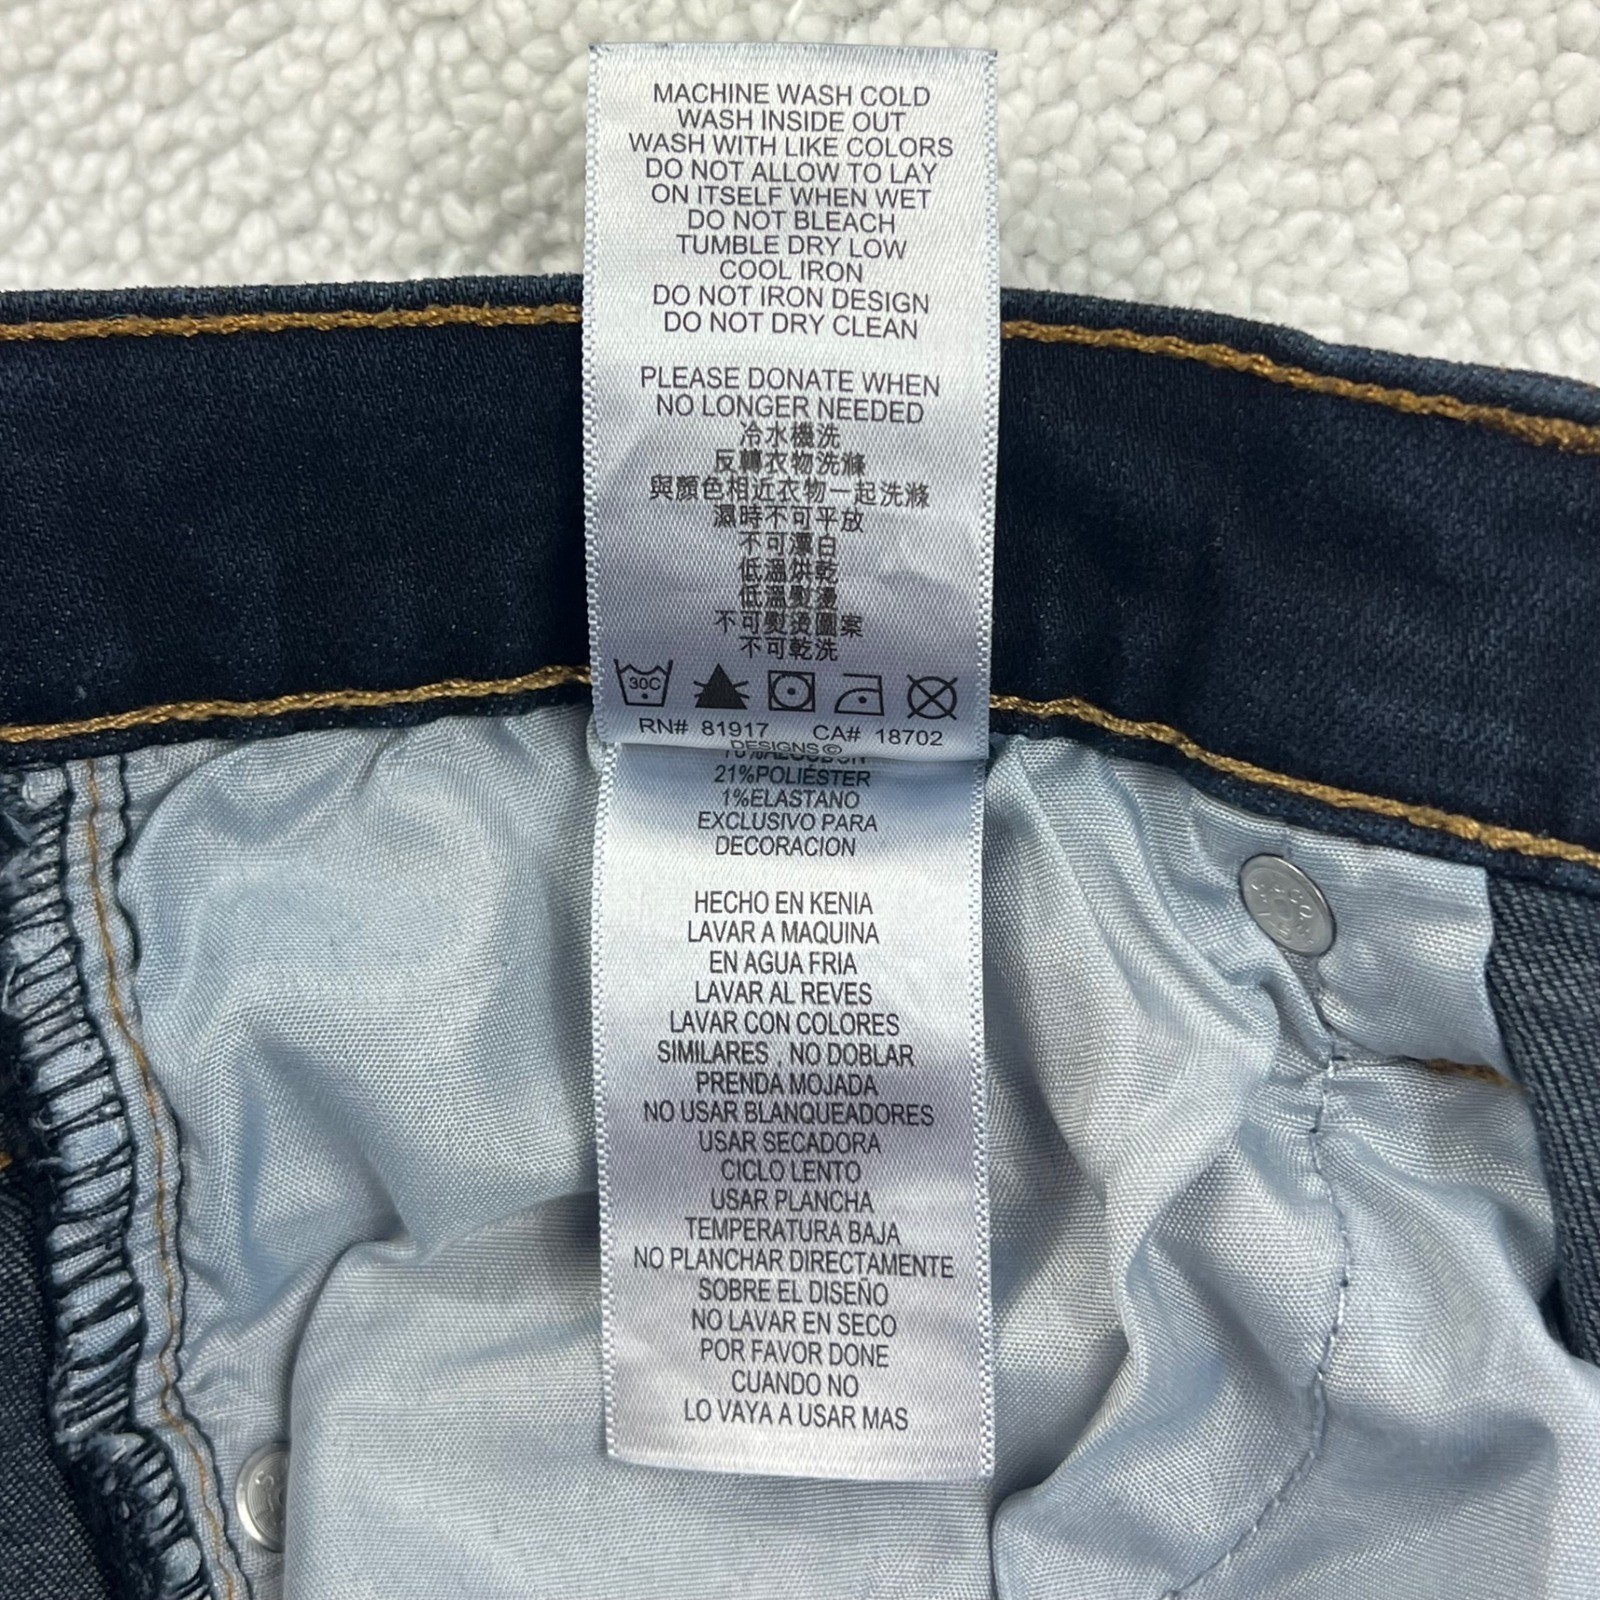 MACHINE WASH COLD
WASH INSIDE OUT
WASH WITH LIKE COLORS
DO NOT ALLOW TO LAY
ON ITSELF WHEN WET
DO NOT BLEACH
TUMBLE DRY LOW
COOL IRON
DO NOT IRON DESIGN
DO NOT DRY CLEAN
PLEASE DONATE WHEN
NO LONGER NEEDED
冷水機洗
反轉衣物洗滌
與顏色相近衣物一起洗滌
濕時不可平放
不可漂白
低溫烘乾
低溫熨燙
不可熨燙圖案
不可乾洗
30C
RN# 81917 CA# 18702
DESIGNS ©
21%POLIÉSTER
1%ELASTANO
EXCLUSIVO PARA
DECORACION
HECHO EN KENIA
LAVAR A MAQUINA
EN AGUA FRIA
LAVAR AL REVES
LAVAR CON COLORES
SIMILARES , NO DOBLAR
PRENDA MOJADA
NO USAR BLANQUEADORES
USAR SECADORA
CICLO LENTO
USAR PLANCHA
TEMPERATURA BAJA
NO PLANCHAR DIRECTAMENTE
SOBRE EL DISEÑO
NO LAVAR EN SECO
POR FAVOR DONE
CUANDO NO
LO VAYA A USAR MAS